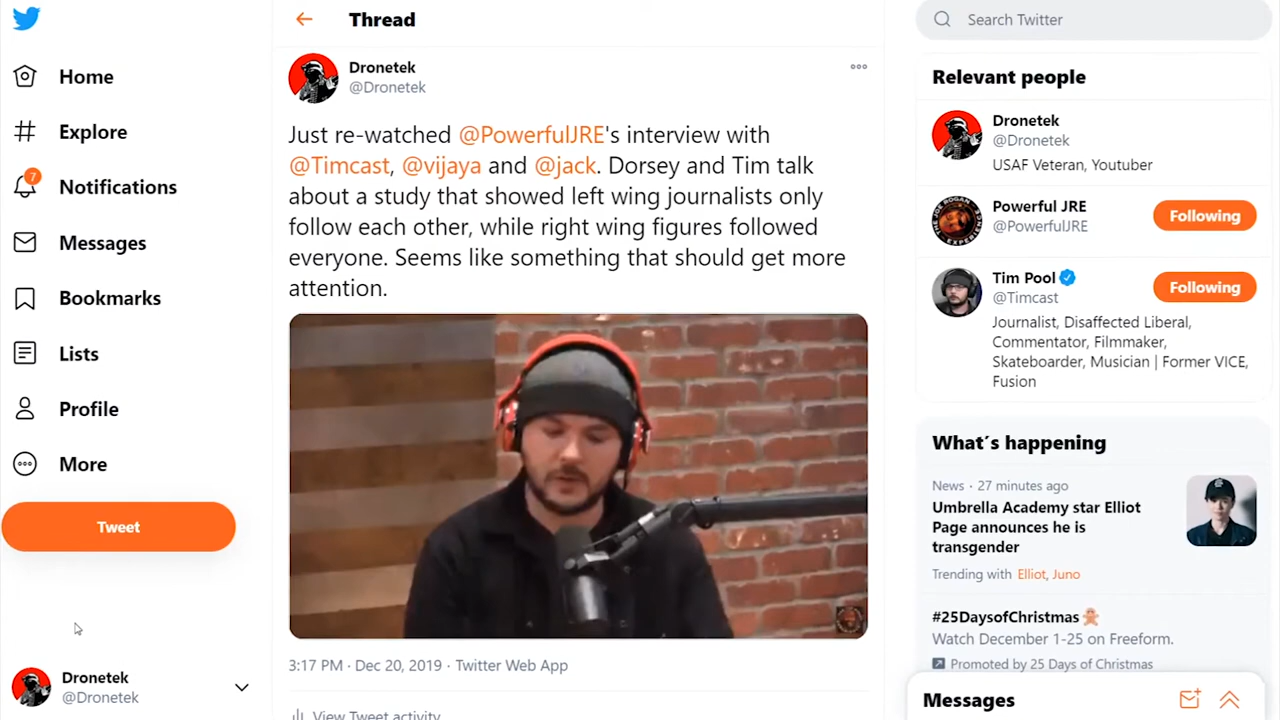 Home
Explore
7
Notifications
Messages
Bookmarks
Lists
Profile
More
Tweet
Dronetek
@Dronetek
Thread
Dronetek
@Dronetek
Just re-watched @PowerfulJRE's interview with
@Timcast, @vijaya and @jack. Dorsey and Tim talk
about a study that showed left wing journalists only
follow each other, while right wing figures followed
everyone. Seems like something that should get more
attention.
3:17 PM · Dec 20, 2019 · Twitter Web App
View Tweet activity
Search Twitter
Relevant people
Dronetek
@Dronetek
USAF Veteran, Youtuber
Powerful JRE
@PowerfulJRE
Following
Tim Pool
@Timcast
Following
Journalist, Disaffected Liberal,
Commentator, Filmmaker,
Skateboarder, Musician | Former VICE,
Fusion
What's happening
News · 27 minutes ago
Umbrella Academy star Elliot
Page announces he is
transgender
Trending with Elliot, Juno
#25DaysofChristmas
Watch December 1-25 on Freeform.
Promoted by 25 Days of Christmas
Messages